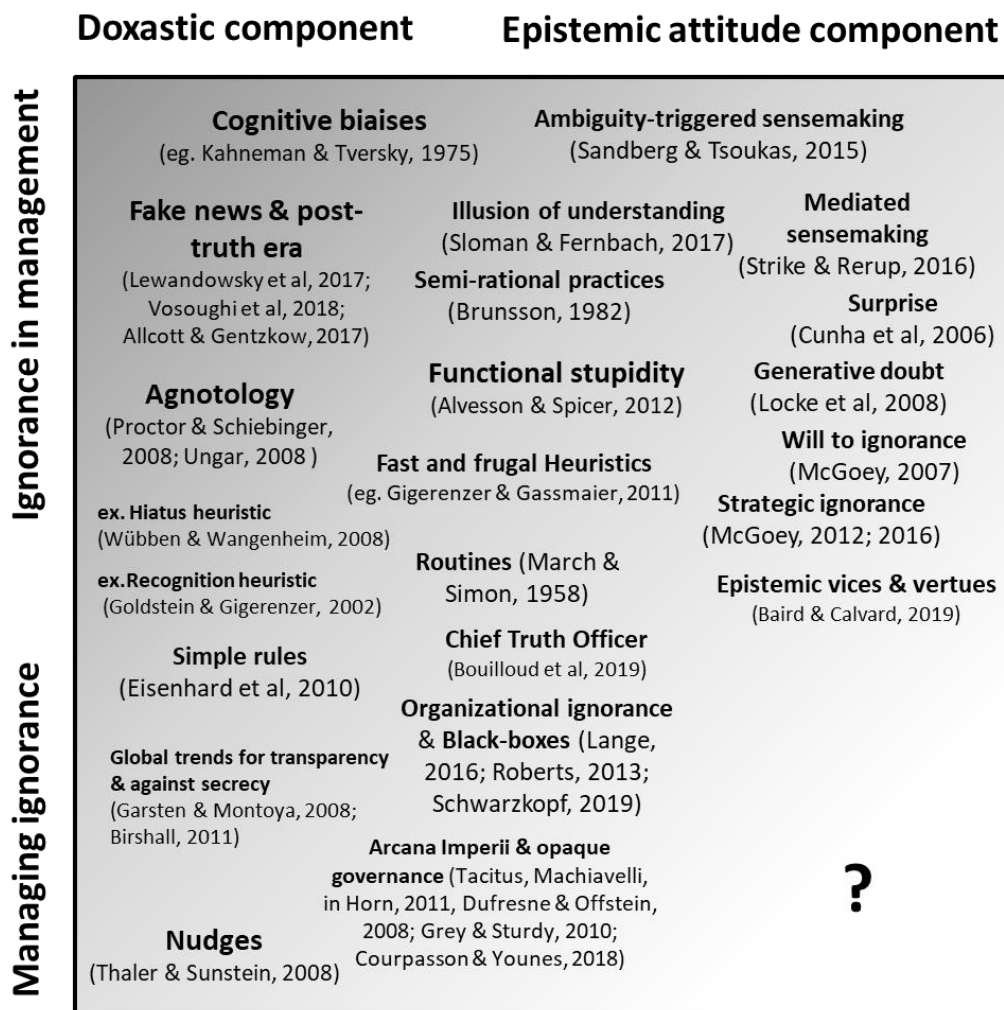 Doxastic component
Epistemic attitude component
Ignorance in management
Managing ignorance
Cognitive biaises
(eg. Kahneman & Tversky, 1975)
Ambiguity-triggered sensemaking
(Sandberg & Tsoukas, 2015)
Fake news & post-
truth era
(Lewandowsky et al, 2017;
Vosoughi et al, 2018;
Allcott & Gentzkow, 2017)
Illusion of understanding
(Sloman & Fernbach, 2017)
Mediated
sensemaking
(Strike & Rerup, 2016)
Semi-rational practices
(Brunsson, 1982)
Surprise
(Cunha et al, 2006)
Agnotology
(Proctor & Schiebinger,
2008; Ungar, 2008 )
Functional stupidity
(Alvesson & Spicer, 2012)
Generative doubt
(Locke et al, 2008)
Will to ignorance
(McGoey, 2007)
Fast and frugal Heuristics
(eg. Gigerenzer & Gassmaier, 2011)
Strategic ignorance
(McGoey, 2012; 2016)
ex. Hiatus heuristic
(Wübben & Wangenheim, 2008)
ex.Recognition heuristic
(Goldstein & Gigerenzer, 2002)
Routines (March &
Simon, 1958)
Epistemic vices & vertues
(Baird & Calvard, 2019)
Simple rules
(Eisenhard et al, 2010)
Chief Truth Officer
(Bouilloud et al, 2019)
Organizational ignorance
& Black-boxes (Lange,
2016; Roberts, 2013;
Schwarzkopf, 2019)
Global trends for transparency
& against secrecy
(Garsten & Montoya, 2008;
Birshall, 2011)
Arcana Imperii & opaque
governance (Tacitus, Machiavelli,
in Horn, 2011, Dufresne & Offstein,
2008; Grey & Sturdy, 2010;
Courpasson & Younes, 2018)
?
Nudges
(Thaler & Sunstein, 2008)